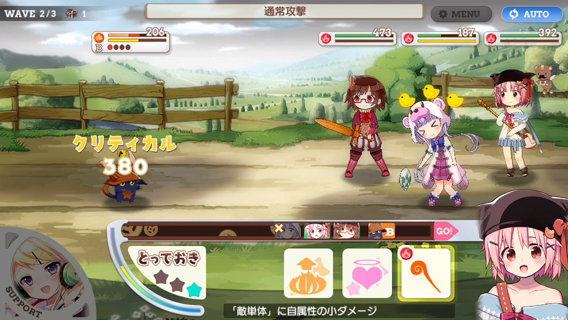 WAVE 2/3 1
通常攻撃
MENU
AUTO
206
B
473
187
392
クリティカル
380
B
GO!
とっておき
SUPPORT
「敵単体」に自属性の小ダメージ